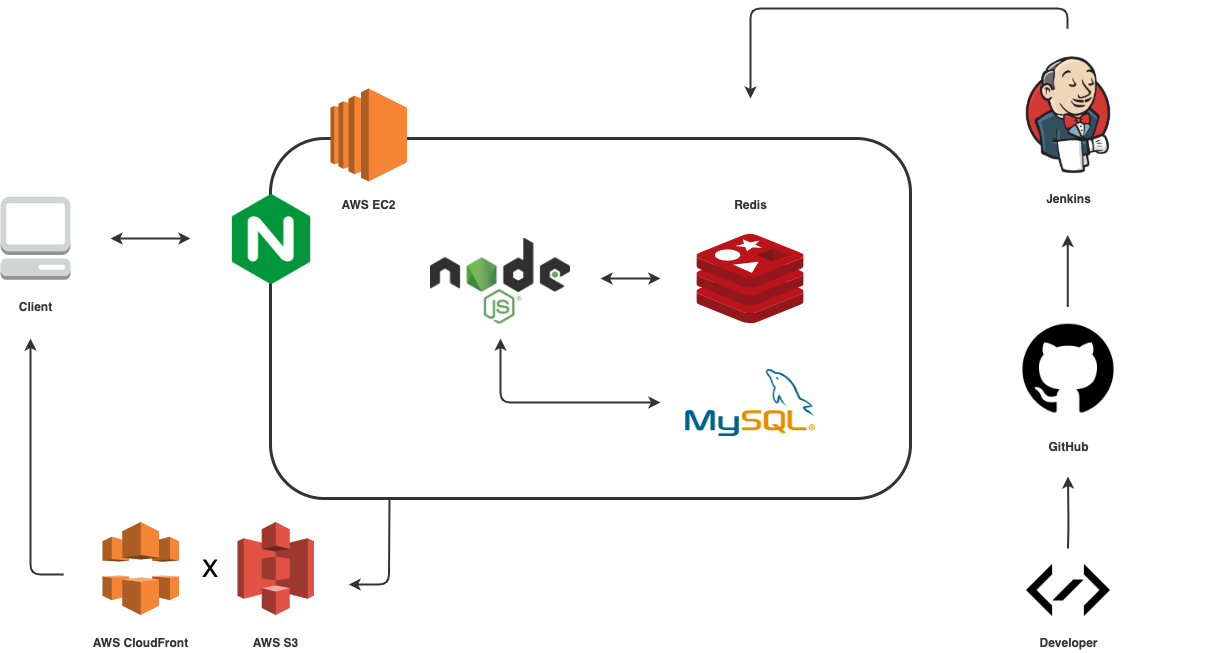 AWS EC2
Redis
Jenkins
N
node
JS
®
Client
MySQL®
GitHub
X
AWS CloudFront
AWS S3
Developer